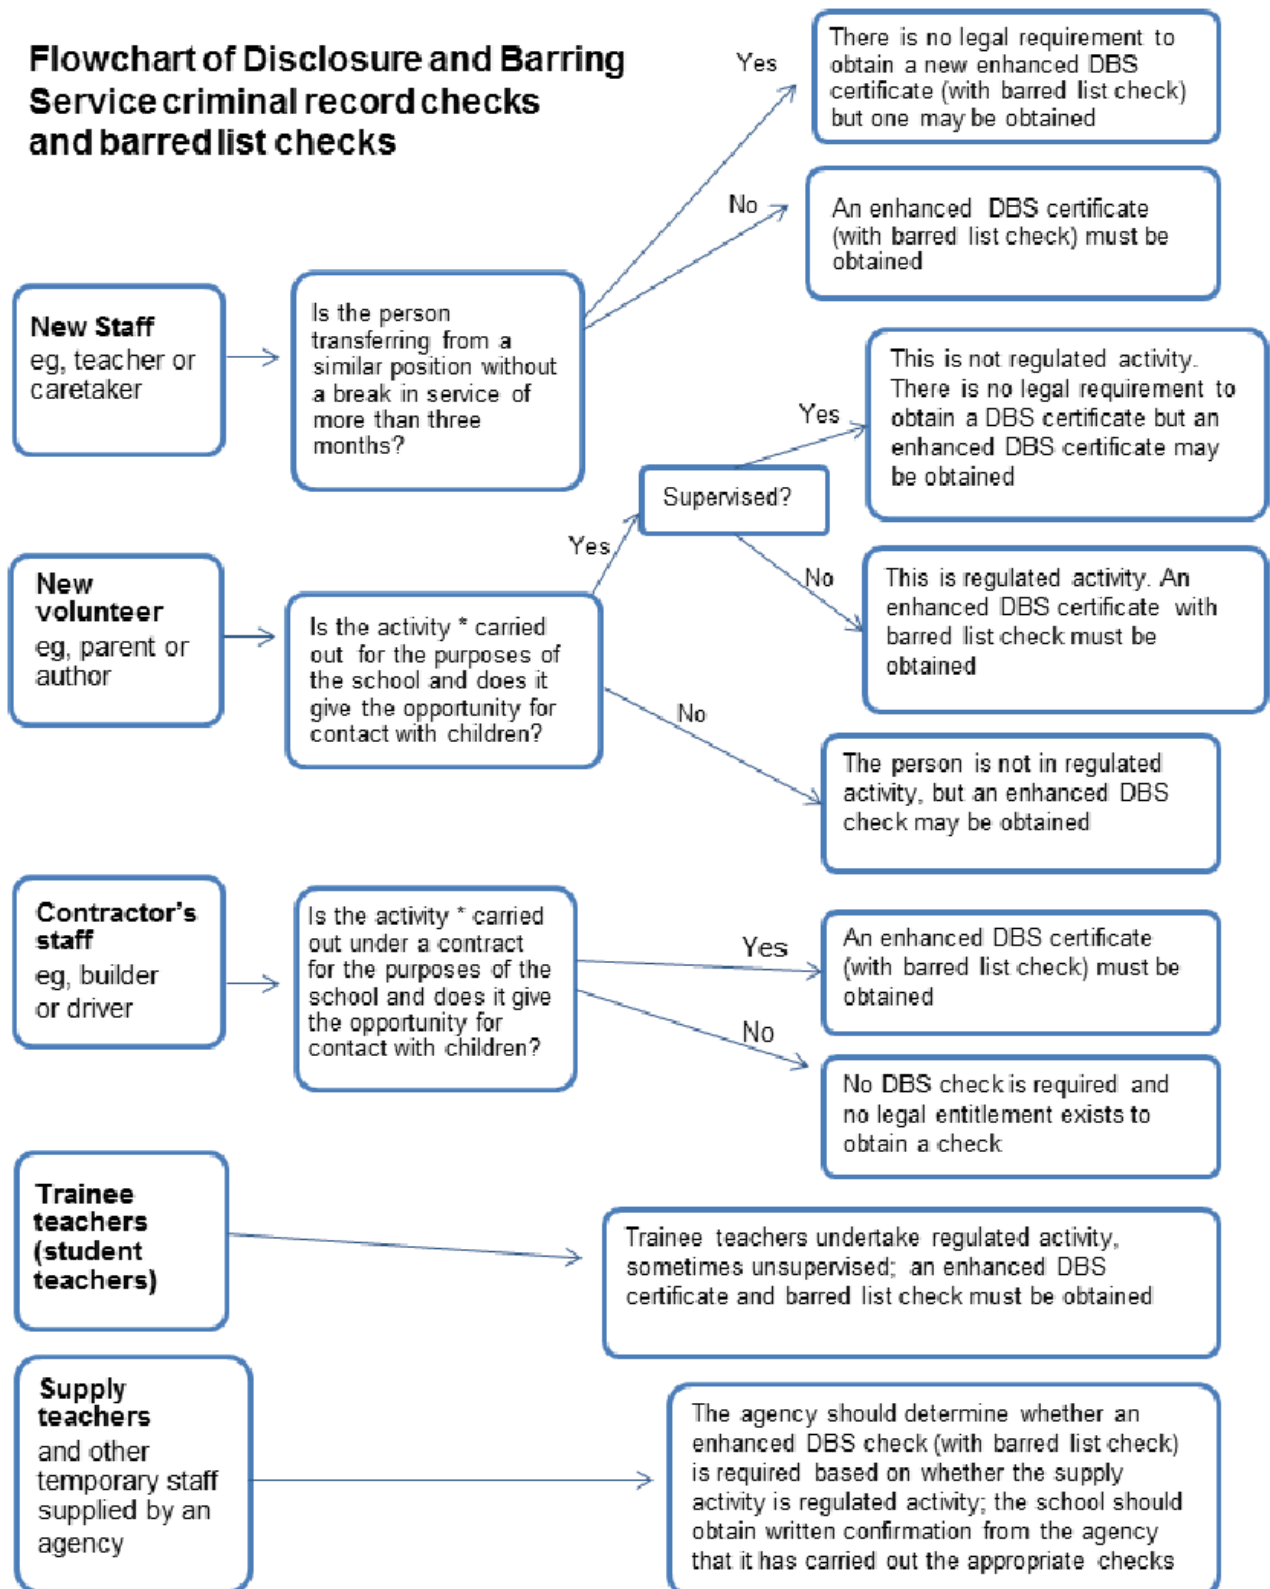 Flowchart of Disclosure and Barring
Service criminal record checks
and barred list checks
Yes
There is no legal requirement to
obtain a new enhanced DBS
certificate (with barred list check)
but one may be obtained
No
An enhanced DBS certificate
(with barred list check) must be
obtained
New Staff
eg, teacher or
caretaker
Is the person
transferring from a
similar position without
a break in service of
more than three
months?
This is not regulated activity.
There is no legal requirement to
obtain a DBS certificate but an
enhanced DBS certificate may
be obtained
Yes
Supervised?
Yes
No
This is regulated activity. An
enhanced DBS certificate with
barred list check must be
obtained
New
volunteer
eg, parent or
author
Is the activity * carried
out for the purposes of
the school and does it
give the opportunity for
contact with children?
No
The person is not in regulated
activity, but an enhanced DBS
check may be obtained
Contractor's
staff
eg, builder
or driver
Is the activity * carried
out under a contract
for the purposes of the
school and does it give
the opportunity for
contact with children?
Yes
An enhanced DBS certificate
(with barred list check) must be
obtained
No
No DBS check is required and
no legal entitlement exists to
obtain a check
Trainee
teachers
(student
teachers)
Trainee teachers undertake regulated activity,
sometimes unsupervised; an enhanced DBS
certificate and barred list check must be obtained
Supply
teachers
and other
temporary staff
supplied by an
agency
The agency should determine whether an
enhanced DBS check (with barred list check)
is required based on whether the supply
activity is regulated activity; the school should
obtain written confirmation from the agency
that it has carried out the appropriate checks